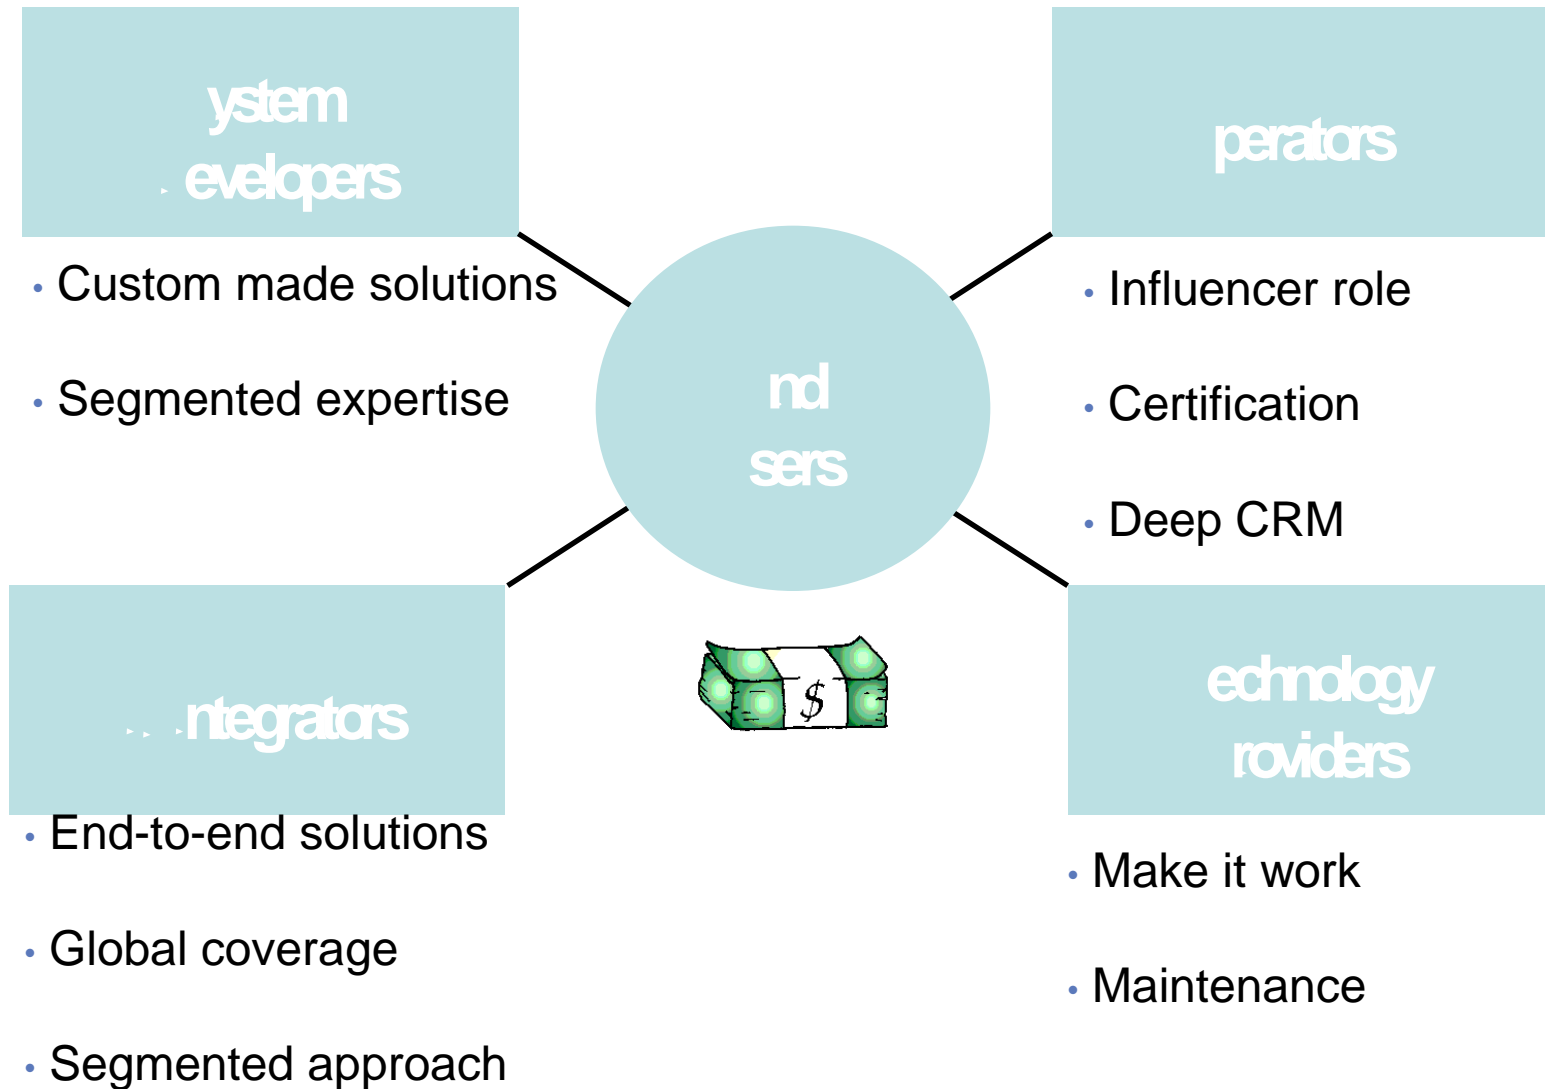 ystem
evelopers
• Custom made solutions
• Segmented expertise
perators
• Influencer role
• Certification
• Deep CRM
nd
sers
$
ntegrators
• End-to-end solutions
• Global coverage
• Segmented approach
echnology
roviders
• Make it work
• Maintenance